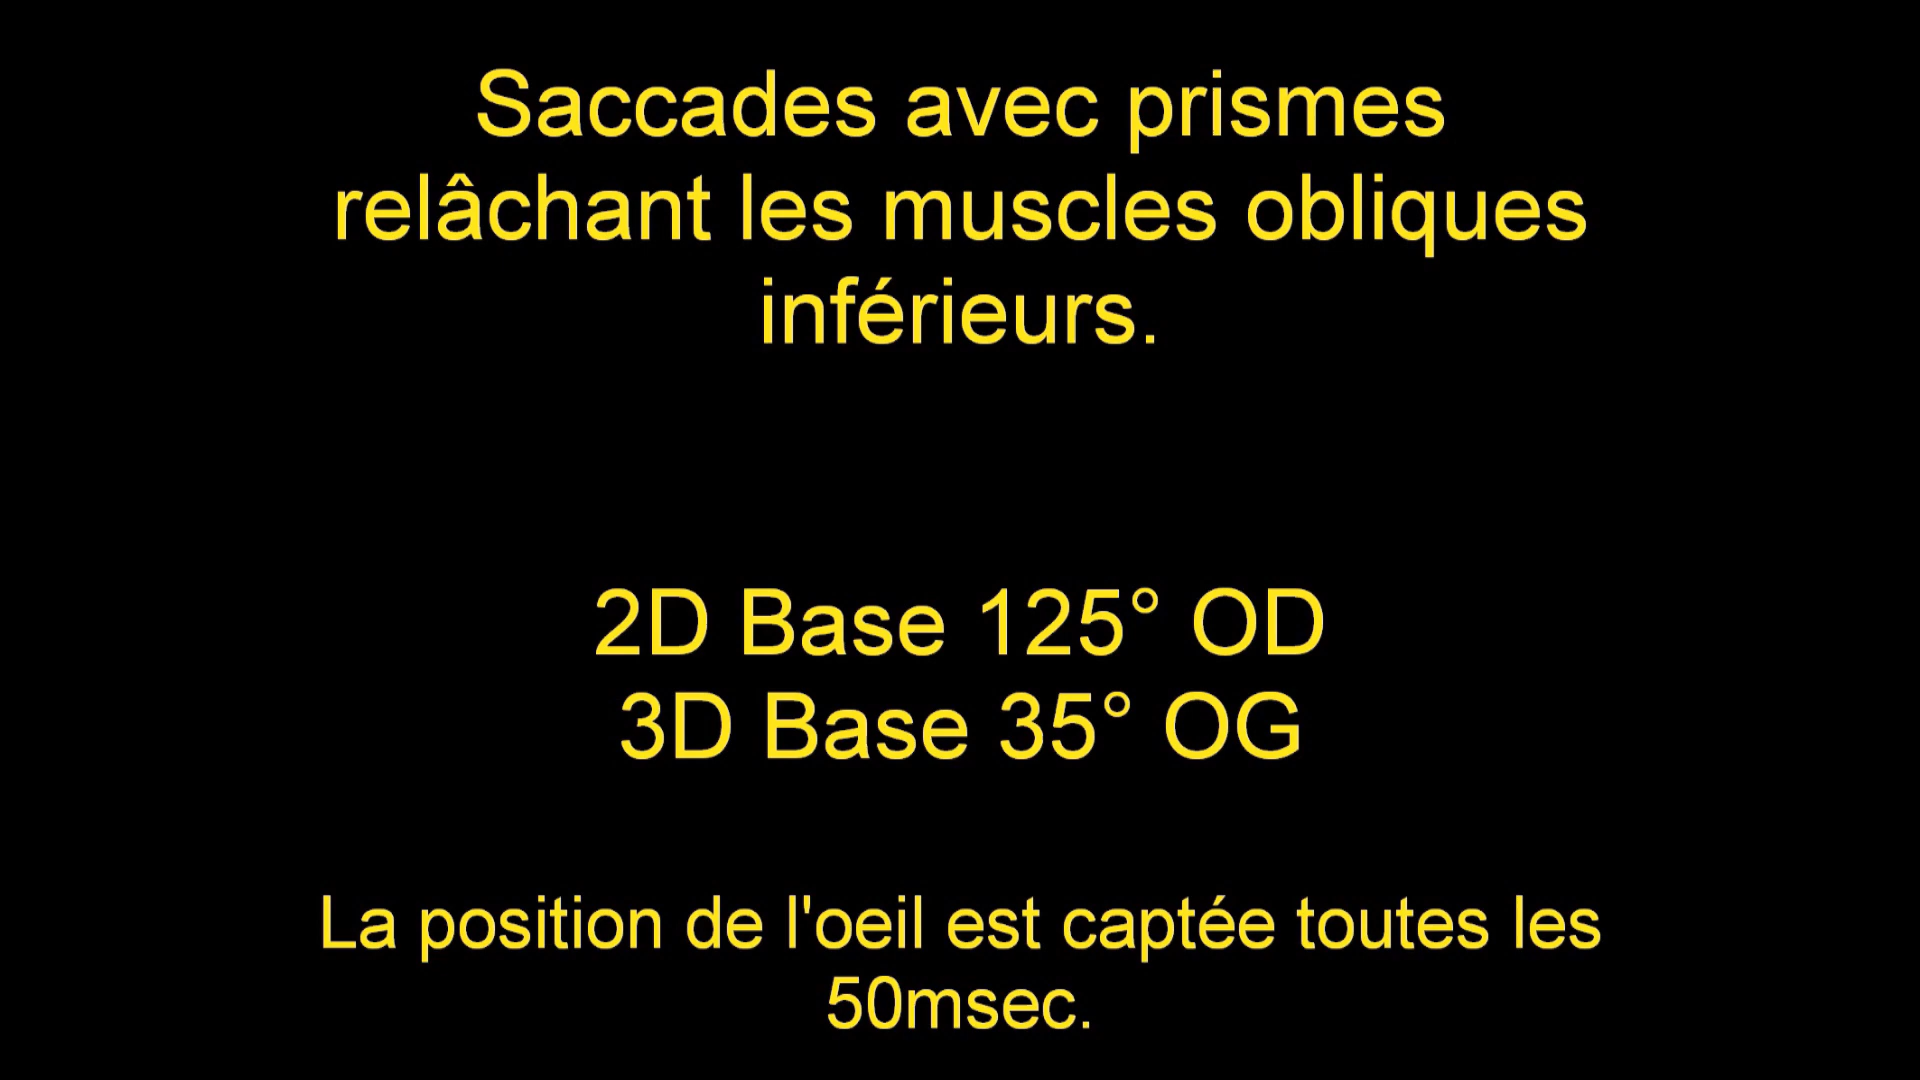 Saccades avec prismes
relâchant les muscles obliques
inférieurs.
2D Base 125° OD
3D Base 35° OG
La position de l'oeil est captée toutes les
50msec.